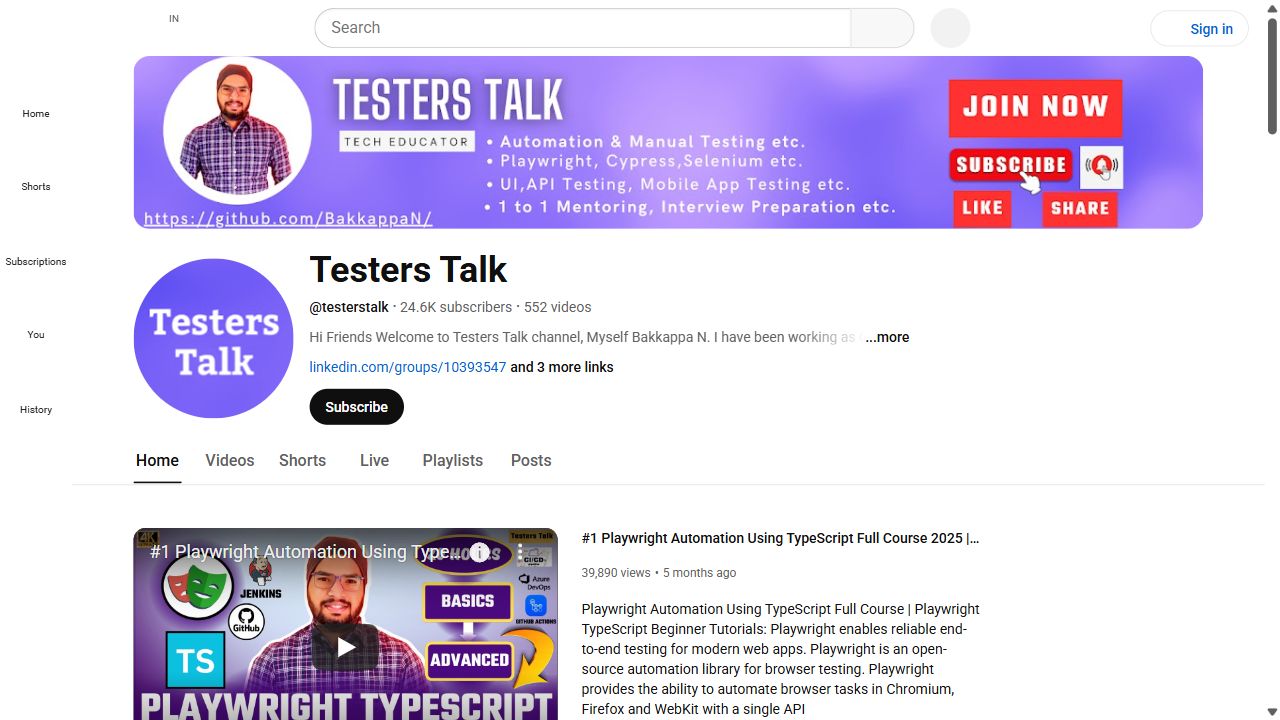 IN
Search
Sign in
Home
Shorts
Subscriptions
You
History
TESTERS TALK
TECH EDUCATOR
• Automation & Manual Testing etc.
• Playwright, Cypress,Selenium etc.
• UI,API Testing, Mobile App Testing etc.
• 1 to 1 Mentoring, Interview Preparation etc.
https://github.com/BakkappaN/
JOIN NOW
SUBSCRIBE
LIKE
SHARE
Testers
Talk
Testers Talk
@testerstalk • 24.6K subscribers • 552 videos
Hi Friends Welcome to Testers Talk channel, Myself Bakkappa N. I have been working as ...more
linkedin.com/groups/10393547 and 3 more links
Subscribe
Home
Videos
Shorts
Live
Playlists
Posts
4K
Testers Talk
#1 Playwright Automation Using Type...
HOURS
CI/CD
JENKINS
GitHub
TS
BASICS
ADVANCED
Azure
DevOps
GITHUB ACTIONS
PLAYWRIGHT TYPESCRIPT
#1 Playwright Automation Using TypeScript Full Course 2025 |...
39,890 views • 5 months ago
Playwright Automation Using TypeScript Full Course | Playwright
TypeScript Beginner Tutorials: Playwright enables reliable end-
to-end testing for modern web apps. Playwright is an open-
source automation library for browser testing. Playwright
provides the ability to automate browser tasks in Chromium,
Firefox and WebKit with a single API